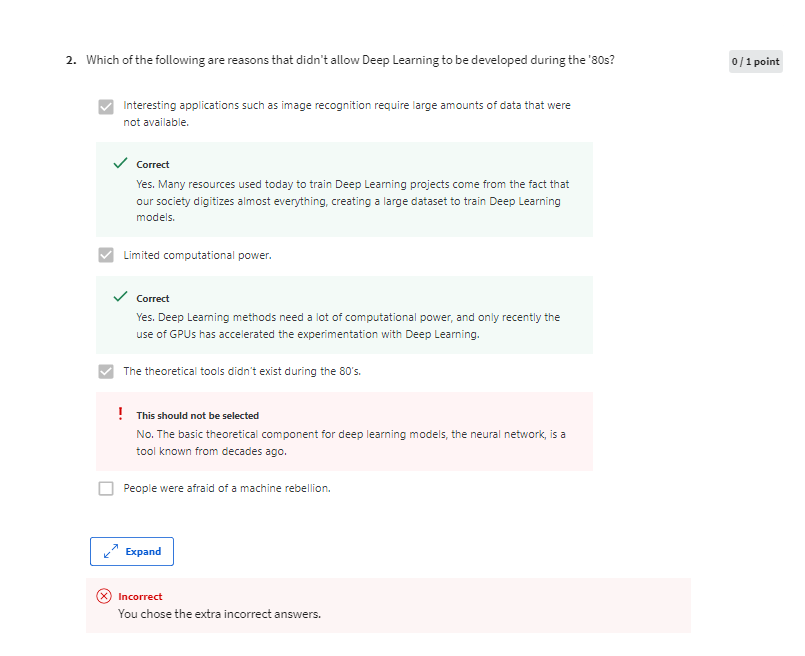 2. Which of the following are reasons that didn't allow Deep Learning to be developed during the '80s?
0 / 1 point
Interesting applications such as image recognition require large amounts of data that were
not available.
Correct
Yes. Many resources used today to train Deep Learning projects come from the fact that
our society digitizes almost everything, creating a large dataset to train Deep Learning
models.
Limited computational power.
Correct
Yes. Deep Learning methods need a lot of computational power, and only recently the
use of GPUs has accelerated the experimentation with Deep Learning.
The theoretical tools didn't exist during the 80's.
This should not be selected
No. The basic theoretical component for deep learning models, the neural network, is a
tool known from decades ago.
People were afraid of a machine rebellion.
Expand
Incorrect
You chose the extra incorrect answers.